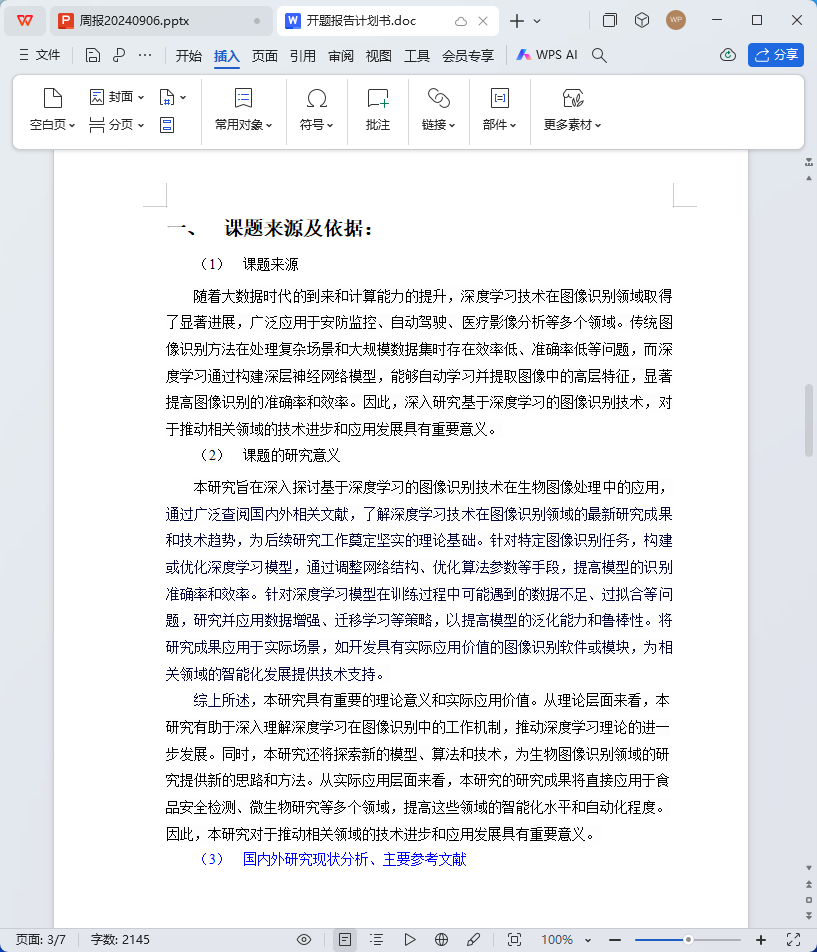 周报20240906.pptx
开题报告计划书.doc
WP
文件
开始 插入 页面 引用 审阅 视图 工具 会员专享
WPS AI
分享
封面
空白页 分页
常用对象 符号 批注 链接 部件 更多素材
一、 课题来源及依据：
（1） 课题来源
随着大数据时代的到来和计算能力的提升，深度学习技术在图像识别领域取得
了显著进展，广泛应用于安防监控、自动驾驶、医疗影像分析等多个领域。传统图
像识别方法在处理复杂场景和大规模数据集时存在效率低、准确率低等问题，而深
度学习通过构建深层神经网络模型，能够自动学习并提取图像中的高层特征，显著
提高图像识别的准确率和效率。因此，深入研究基于深度学习的图像识别技术，对
于推动相关领域的技术进步和应用发展具有重要意义。
（2） 课题的研究意义
本研究旨在深入探讨基于深度学习的图像识别技术在生物图像处理中的应用，
通过广泛查阅国内外相关文献，了解深度学习技术在图像识别领域的最新研究成果
和技术趋势，为后续研究工作奠定坚实的理论基础。针对特定图像识别任务，构建
或优化深度学习模型，通过调整网络结构、优化算法参数等手段，提高模型的识别
准确率和效率。针对深度学习模型在训练过程中可能遇到的数据不足、过拟合等问
题，研究并应用数据增强、迁移学习等策略，以提高模型的泛化能力和鲁棒性。将
研究成果应用于实际场景，如开发具有实际应用价值的图像识别软件或模块，为相
关领域的智能化发展提供技术支持。
综上所述，本研究具有重要的理论意义和实际应用价值。从理论层面来看，本
研究有助于深入理解深度学习在图像识别中的工作机制，推动深度学习理论的进一
步发展。同时，本研究还将探索新的模型、算法和技术，为生物图像识别领域的研
究提供新的思路和方法。从实际应用层面来看，本研究的研究成果将直接应用于食
品安全检测、微生物研究等多个领域，提高这些领域的智能化水平和自动化程度。
因此，本研究对于推动相关领域的技术进步和应用发展具有重要意义。
（3） 国内外研究现状分析、主要参考文献
页面: 3/7 字数: 2145
100%